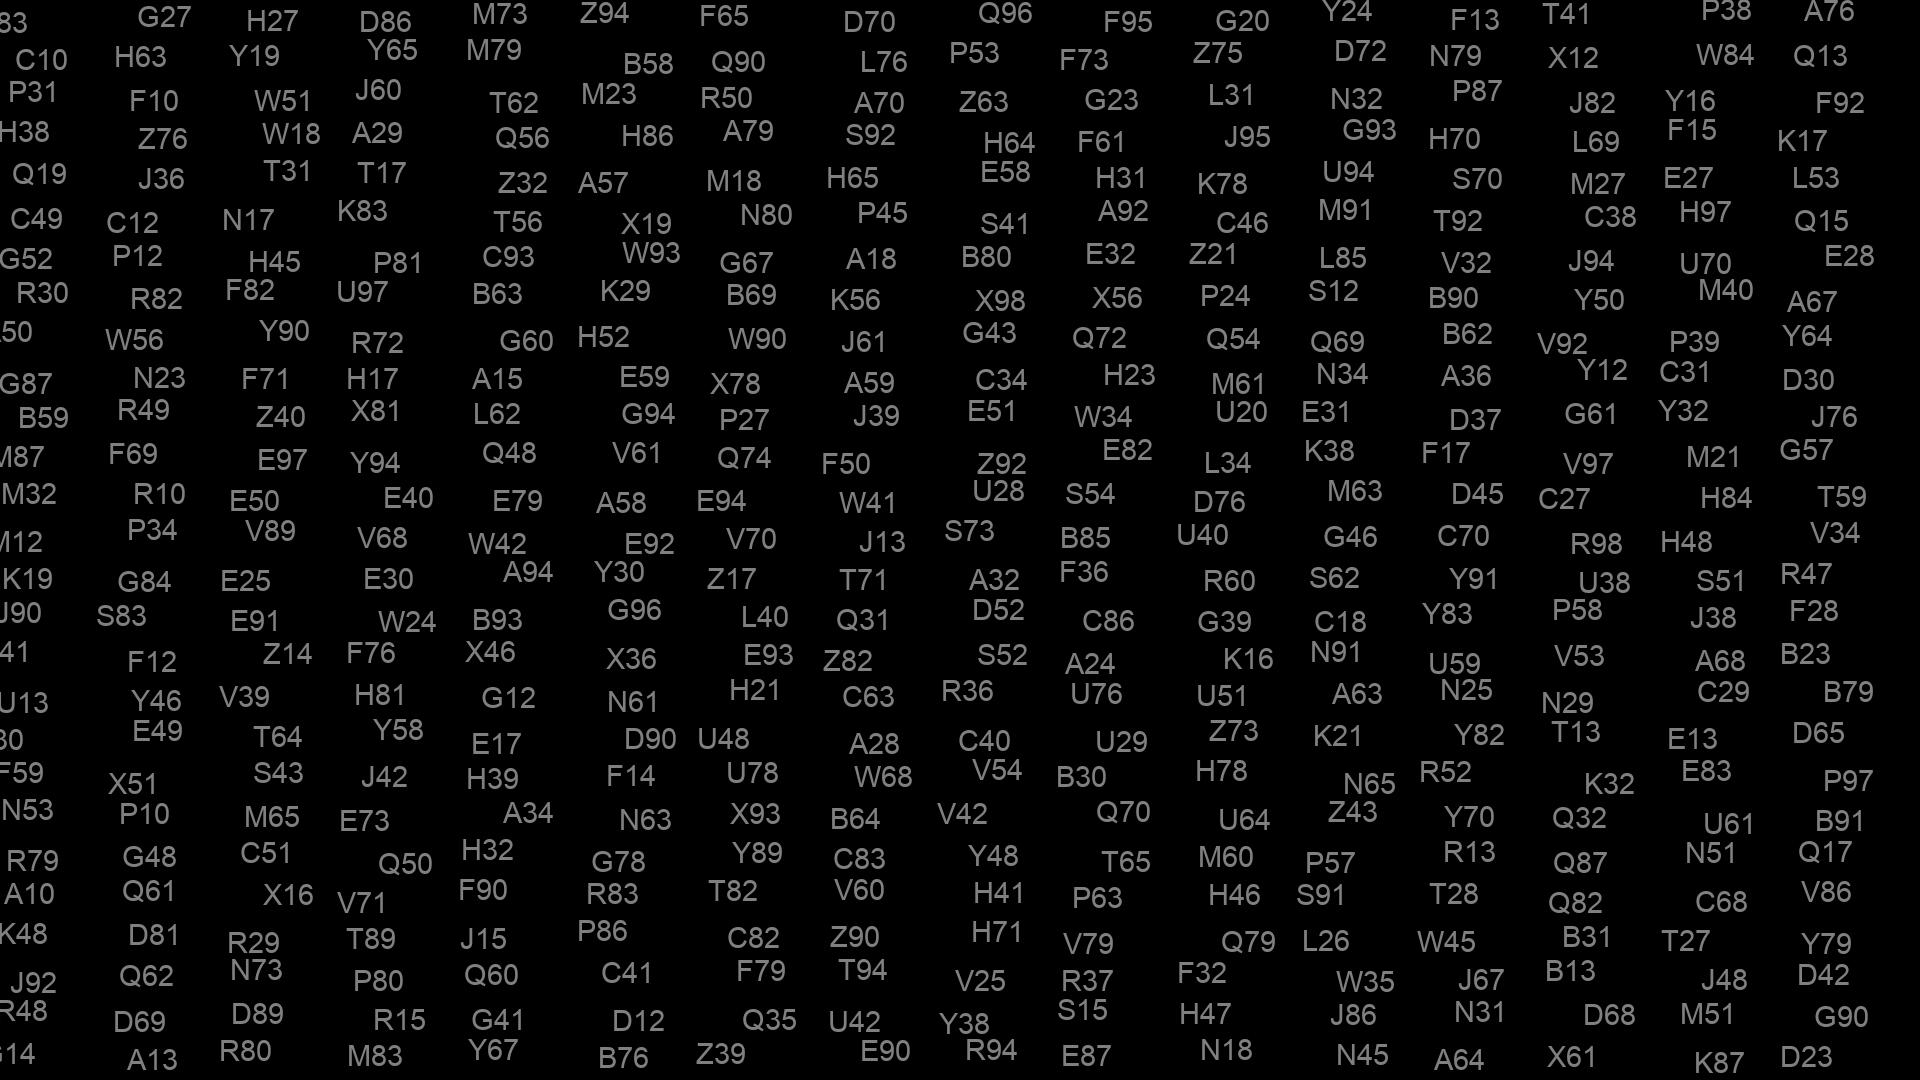 83 G27 H27 D86 M73 Z94 F65 D70 Q96 F95 G20 Y24 F13 T41 P38 A76
C10 H63 Y19 Y65 M79 B58 Q90 L76 P53 F73 Z75 D72 N79 X12 W84 Q13
P31 F10 W51 J60 T62 M23 R50 A70 Z63 G23 L31 N32 P87 J82 Y16 F92
H38 Z76 W18 A29 Q56 H86 A79 S92 H64 F61 J95 G93 H70 L69 F15 K17
Q19 J36 T31 T17 Z32 A57 M18 H65 E58 H31 K78 U94 S70 M27 E27 L53
C49 C12 N17 K83 T56 X19 N80 P45 S41 A92 C46 M91 T92 C38 H97 Q15
G52 P12 H45 P81 C93 W93 G67 A18 B80 E32 Z21 L85 V32 J94 U70 E28
R30 R82 F82 U97 B63 K29 B69 K56 X98 X56 P24 S12 B90 Y50 M40 A67
50 W56 Y90 R72 G60 H52 W90 J61 G43 Q72 Q54 Q69 B62 V92 P39 Y64
G87 N23 F71 H17 A15 E59 X78 A59 C34 H23 M61 N34 A36 Y12 C31 D30
B59 R49 Z40 X81 L62 G94 P27 J39 E51 W34 U20 E31 D37 G61 Y32 J76
M87 F69 E97 Y94 Q48 V61 Q74 F50 Z92 E82 L34 K38 F17 V97 M21 G57
M32 R10 E50 E40 E79 A58 E94 W41 U28 S54 D76 M63 D45 C27 H84 T59
M12 P34 V89 V68 W42 E92 V70 J13 S73 B85 U40 G46 C70 R98 H48 V34
K19 G84 E25 E30 A94 Y30 Z17 T71 A32 F36 R60 S62 Y91 U38 S51 R47
J90 S83 E91 W24 B93 G96 L40 Q31 D52 C86 G39 C18 Y83 P58 J38 F28
41 F12 Z14 F76 X46 X36 E93 Z82 S52 A24 K16 N91 U59 V53 A68 B23
U13 Y46 V39 H81 G12 N61 H21 C63 R36 U76 U51 A63 N25 N29 C29 B79
30 E49 T64 Y58 E17 D90 U48 A28 C40 U29 Z73 K21 Y82 T13 E13 D65
F59 X51 S43 J42 H39 F14 U78 W68 V54 B30 H78 N65 R52 K32 E83 P97
N53 P10 M65 E73 A34 N63 X93 B64 V42 Q70 U64 Z43 Y70 Q32 U61 B91
R79 G48 C51 Q50 H32 G78 Y89 C83 Y48 T65 M60 P57 R13 Q87 N51 Q17
A10 Q61 X16 V71 F90 R83 T82 V60 H41 P63 H46 S91 T28 Q82 C68 V86
K48 D81 R29 T89 J15 P86 C82 Z90 H71 V79 Q79 L26 W45 B31 T27 Y79
J92 Q62 N73 P80 Q60 C41 F79 T94 V25 R37 F32 W35 J67 B13 J48 D42
R48 D69 D89 R15 G41 D12 Q35 U42 Y38 S15 H47 J86 N31 D68 M51 G90
14 A13 R80 M83 Y67 B76 Z39 E90 R94 E87 N18 N45 A64 X61 K87 D23